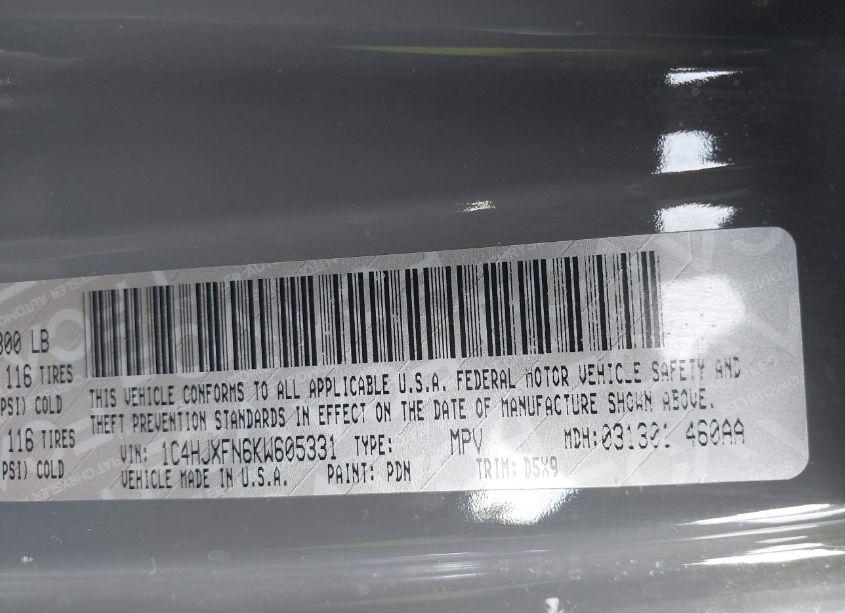 300 LB
116 TIRES
PSI) COLD
116 TIRES
PSI) COLD
THIS VEHICLE CONFORMS TO ALL APPLICABLE U.S.A. FEDERAL MOTOR VEHICLE SAFETY AND
THEFT PREVENTION STANDARDS IN EFFECT ON THE DATE OF MANUFACTURE SHOWN ABOVE.
VIN: 1C4HJXFN6KW605331 TYPE: MPV MDH: 031301 460AA
VEHICLE MADE IN U.S.A. PAINT: PDN TRIM: D5X9